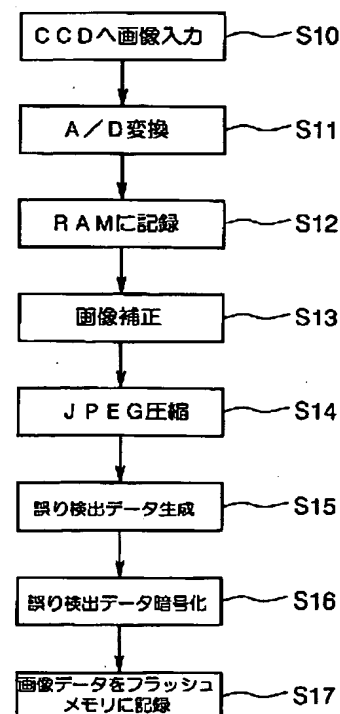 CCDへ画像入力 S10
A/D変換 S11
RAMに記録 S12
画像補正 S13
JPEG圧縮 S14
誤り検出データ生成 S15
誤り検出データ暗号化 S16
画像データをフラッシュ
メモリに記録 S17